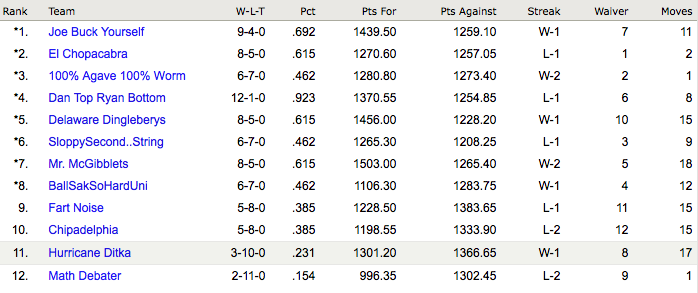 Rank Team W-L-T Pct Pts For Pts Against Streak Waiver Moves
*1. Joe Buck Yourself 9-4-0 .692 1439.50 1259.10 W-1 7 11
*2. El Chopacabra 8-5-0 .615 1270.60 1257.05 L-1 1 2
*3. 100% Agave 100% Worm 6-7-0 .462 1280.80 1273.40 W-2 2 1
*4. Dan Top Ryan Bottom 12-1-0 .923 1370.55 1254.85 L-1 6 8
*5. Delaware Dingleberys 8-5-0 .615 1456.00 1228.20 W-1 10 15
*6. SloppySecond..String 6-7-0 .462 1265.30 1208.25 L-1 3 9
*7. Mr. McGibblets 8-5-0 .615 1503.00 1265.40 W-2 5 18
*8. BallSakSoHardUni 6-7-0 .462 1106.30 1283.75 W-1 4 12
9. Fart Noise 5-8-0 .385 1228.50 1383.65 L-1 11 15
10. Chipadelphia 5-8-0 .385 1198.55 1333.90 L-2 12 15
11. Hurricane Ditka 3-10-0 .231 1301.20 1366.65 W-1 8 17
12. Math Debater 2-11-0 .154 996.35 1302.45 L-2 9 1